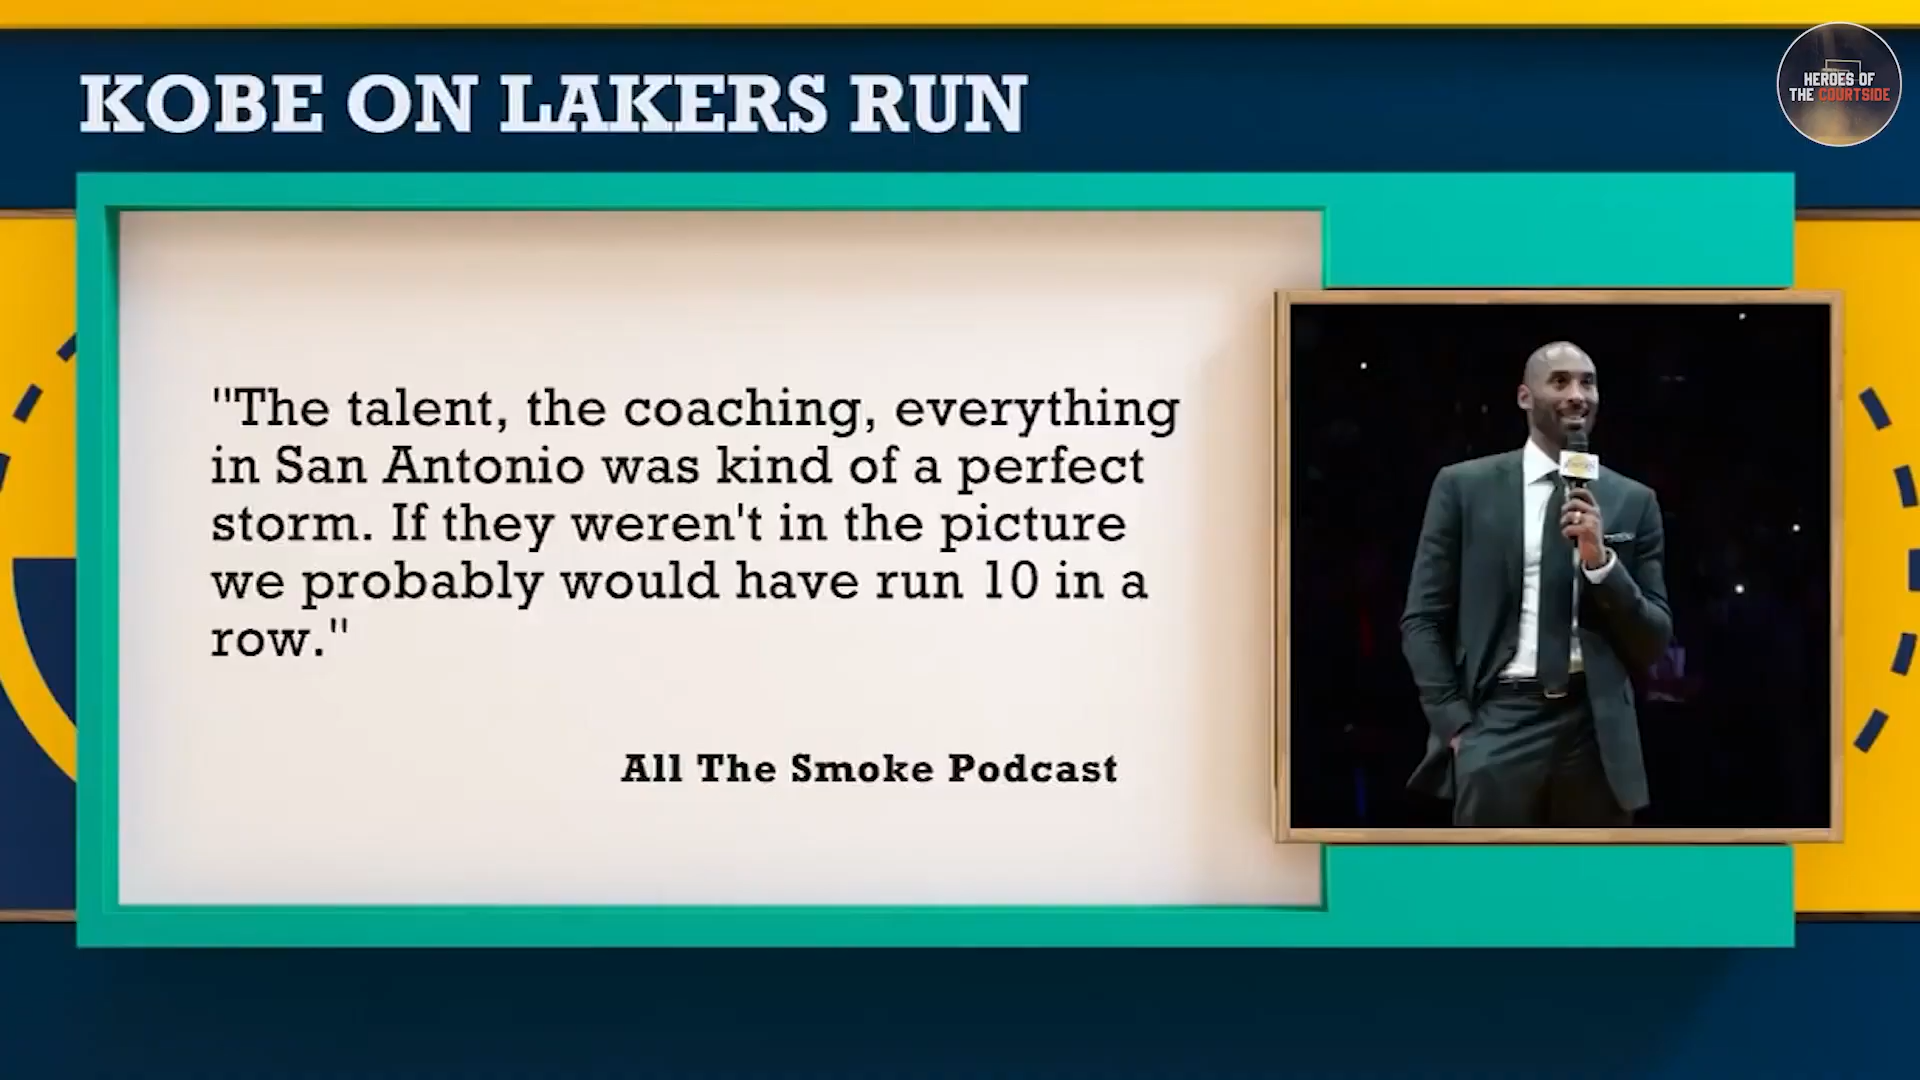 KOBE ON LAKERS RUN
HEROES OF
THE COURTSIDE
"The talent, the coaching, everything
in San Antonio was kind of a perfect
storm. If they weren't in the picture
we probably would have run 10 in a
row."
All The Smoke Podcast